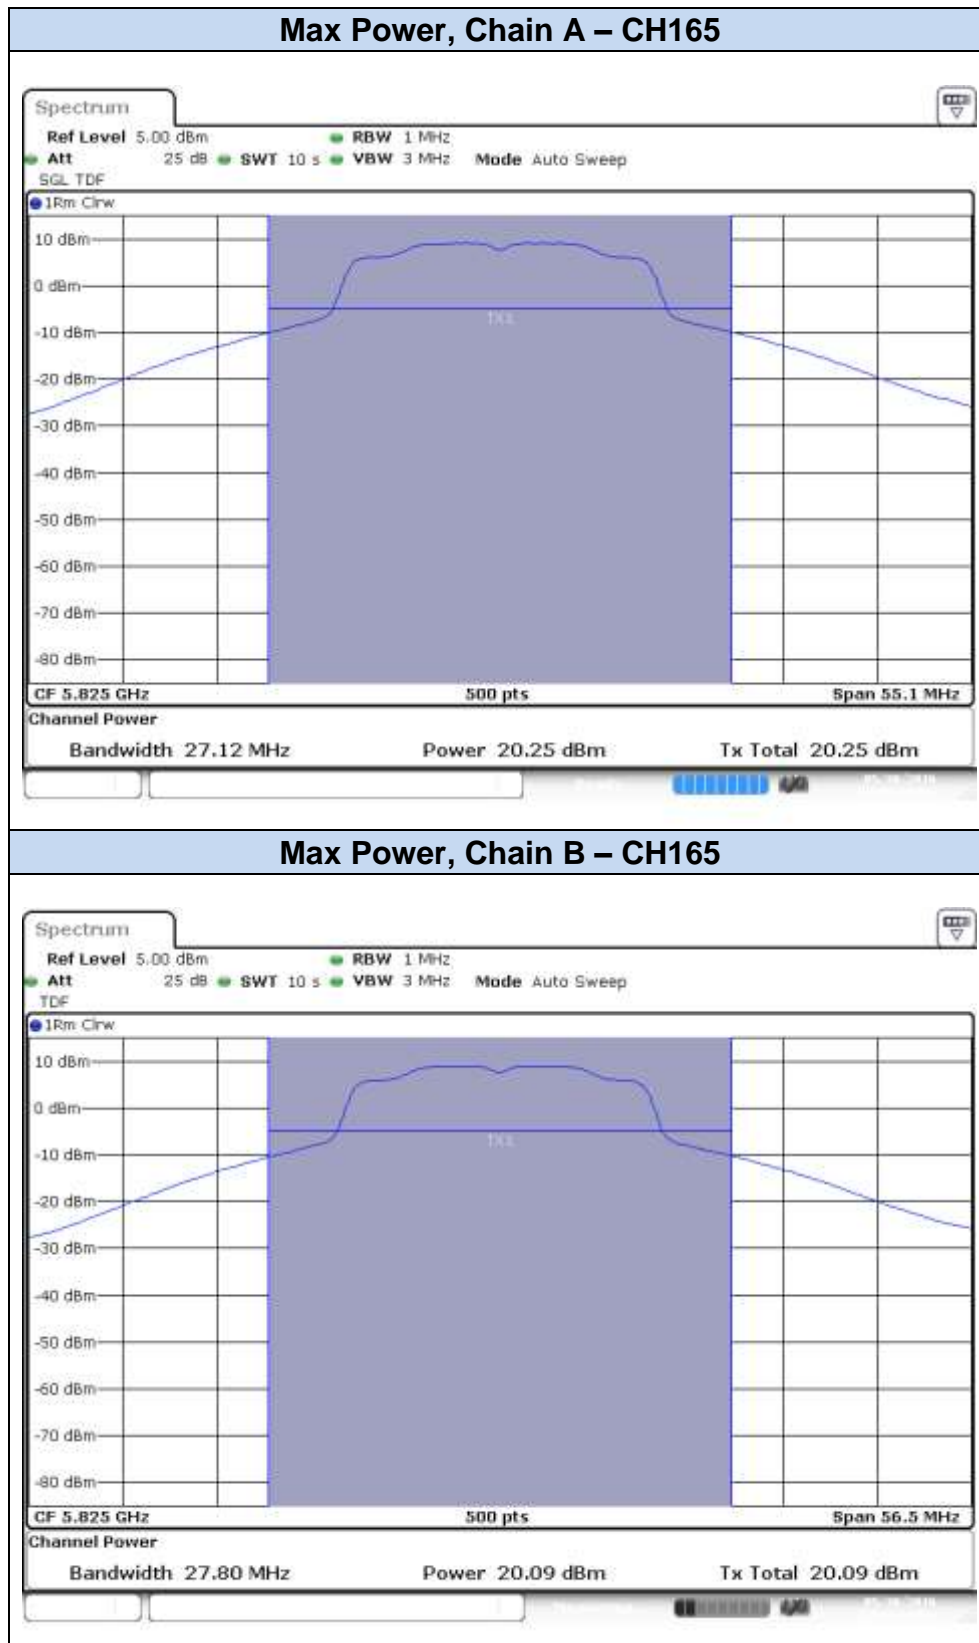 Max Power, Chain A – CH165
Spectrum
Ref Level 5.00 dBm RBW 1 MHz
Att 25 dB SWT 10 s VBW 3 MHz Mode Auto Sweep
SGL TDF
1Rm Clrw
10 dBm
0 dBm
-10 dBm
-20 dBm
-30 dBm
-40 dBm
-50 dBm
-60 dBm
-70 dBm
-80 dBm
CF 5.825 GHz 500 pts Span 55.1 MHz
Channel Power
Bandwidth 27.12 MHz Power 20.25 dBm Tx Total 20.25 dBm
Max Power, Chain B – CH165
Spectrum
Ref Level 5.00 dBm RBW 1 MHz
Att 25 dB SWT 10 s VBW 3 MHz Mode Auto Sweep
TDF
1Rm Clrw
10 dBm
0 dBm
-10 dBm
-20 dBm
-30 dBm
-40 dBm
-50 dBm
-60 dBm
-70 dBm
-80 dBm
CF 5.825 GHz 500 pts Span 56.5 MHz
Channel Power
Bandwidth 27.80 MHz Power 20.09 dBm Tx Total 20.09 dBm